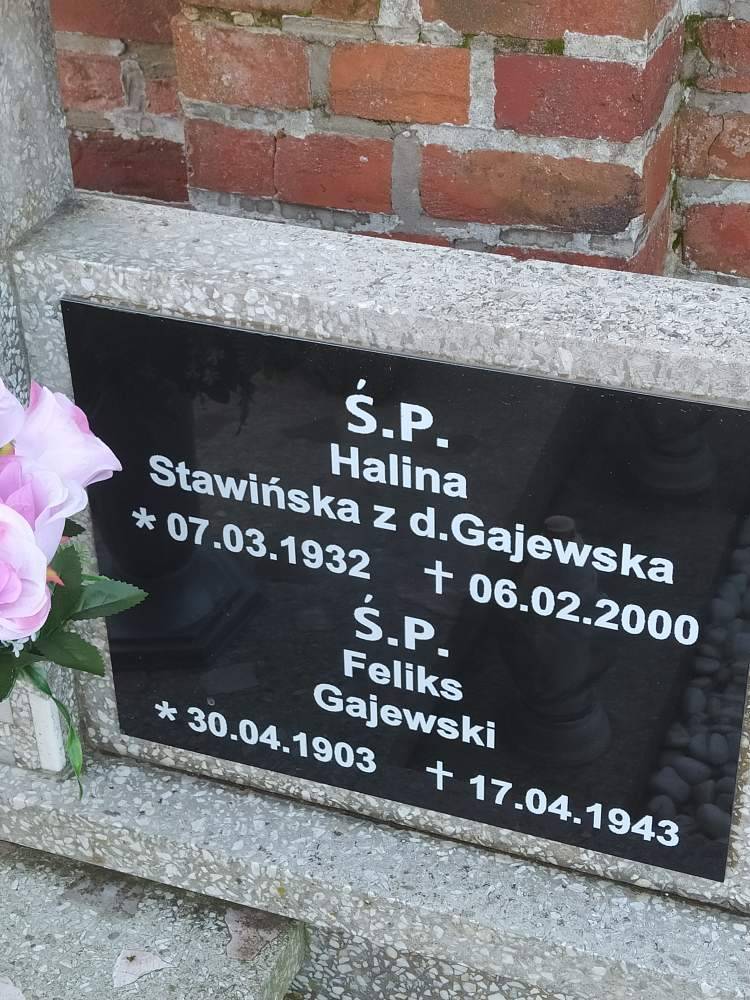 Ś.P.
Halina
Stawińska z d.Gajewska
* 07.03.1932 † 06.02.2000
Ś.P.
Feliks
Gajewski
* 30.04.1903 † 17.04.1943